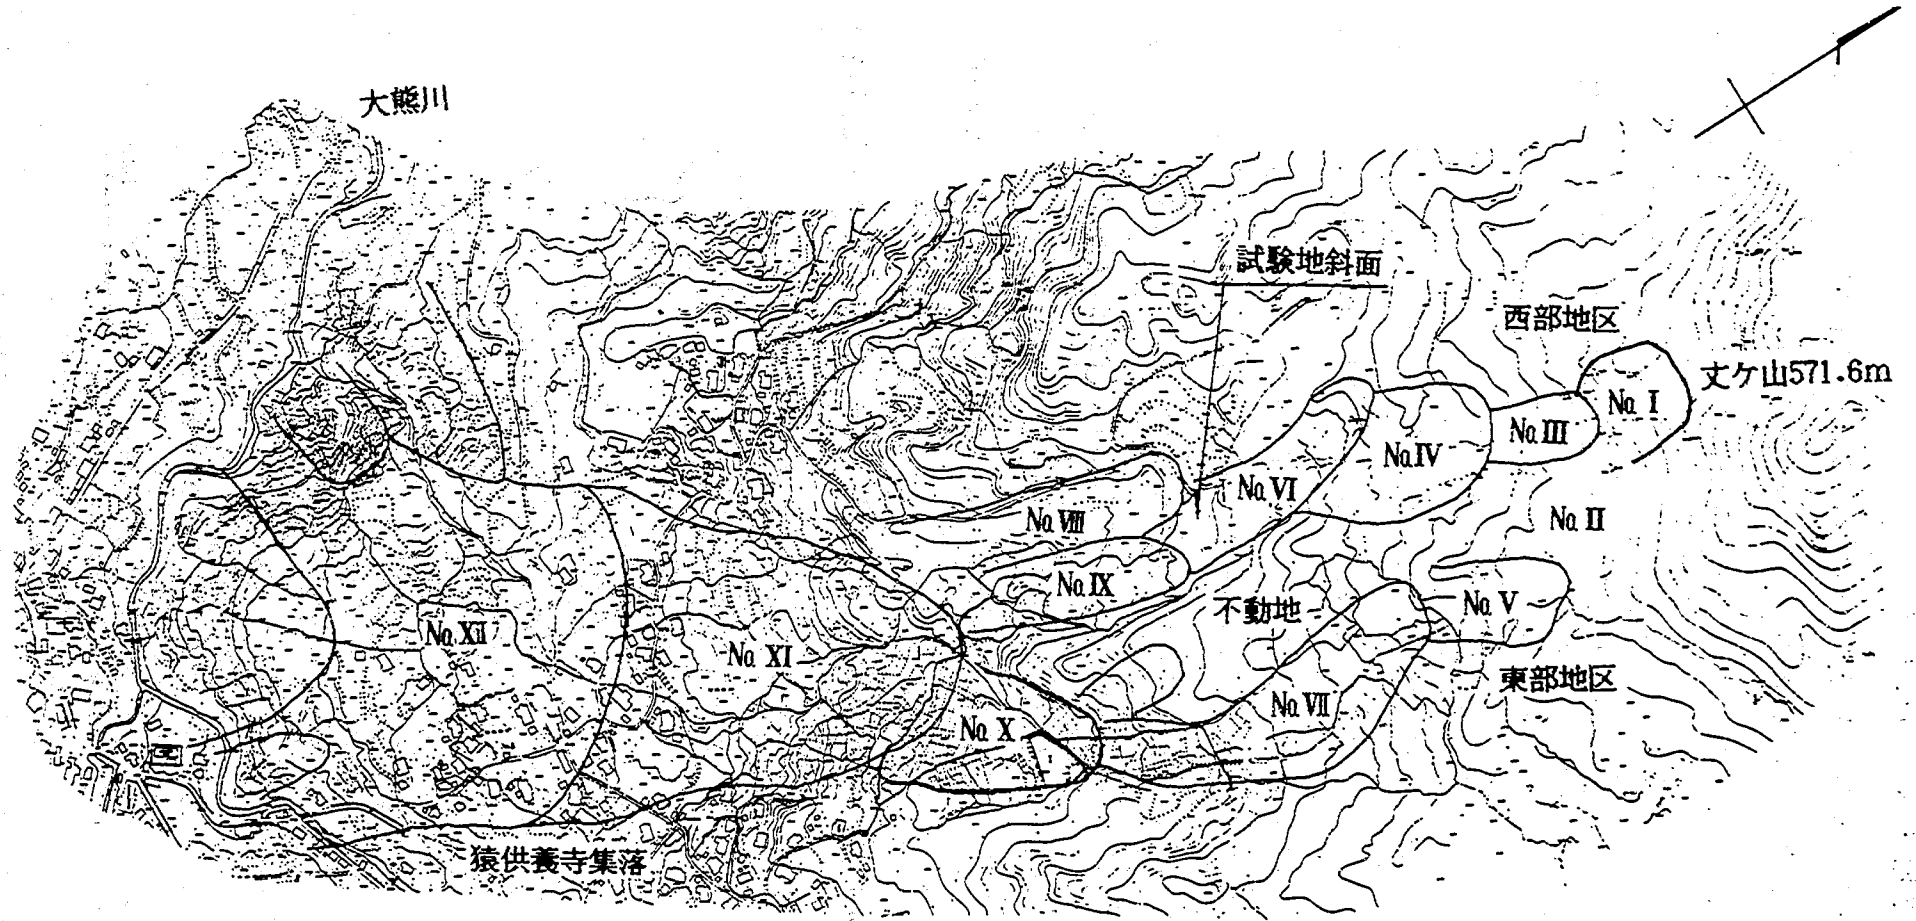 大熊川
試験地斜面
西部地区
丈ケ山571.6m
No. I
No. III
No. IV
No. VI
No. II
No. VIII
No. IX
No. V
不動地
No. XII
No. XI
東部地区
No. VII
No. X
猿供養寺集落